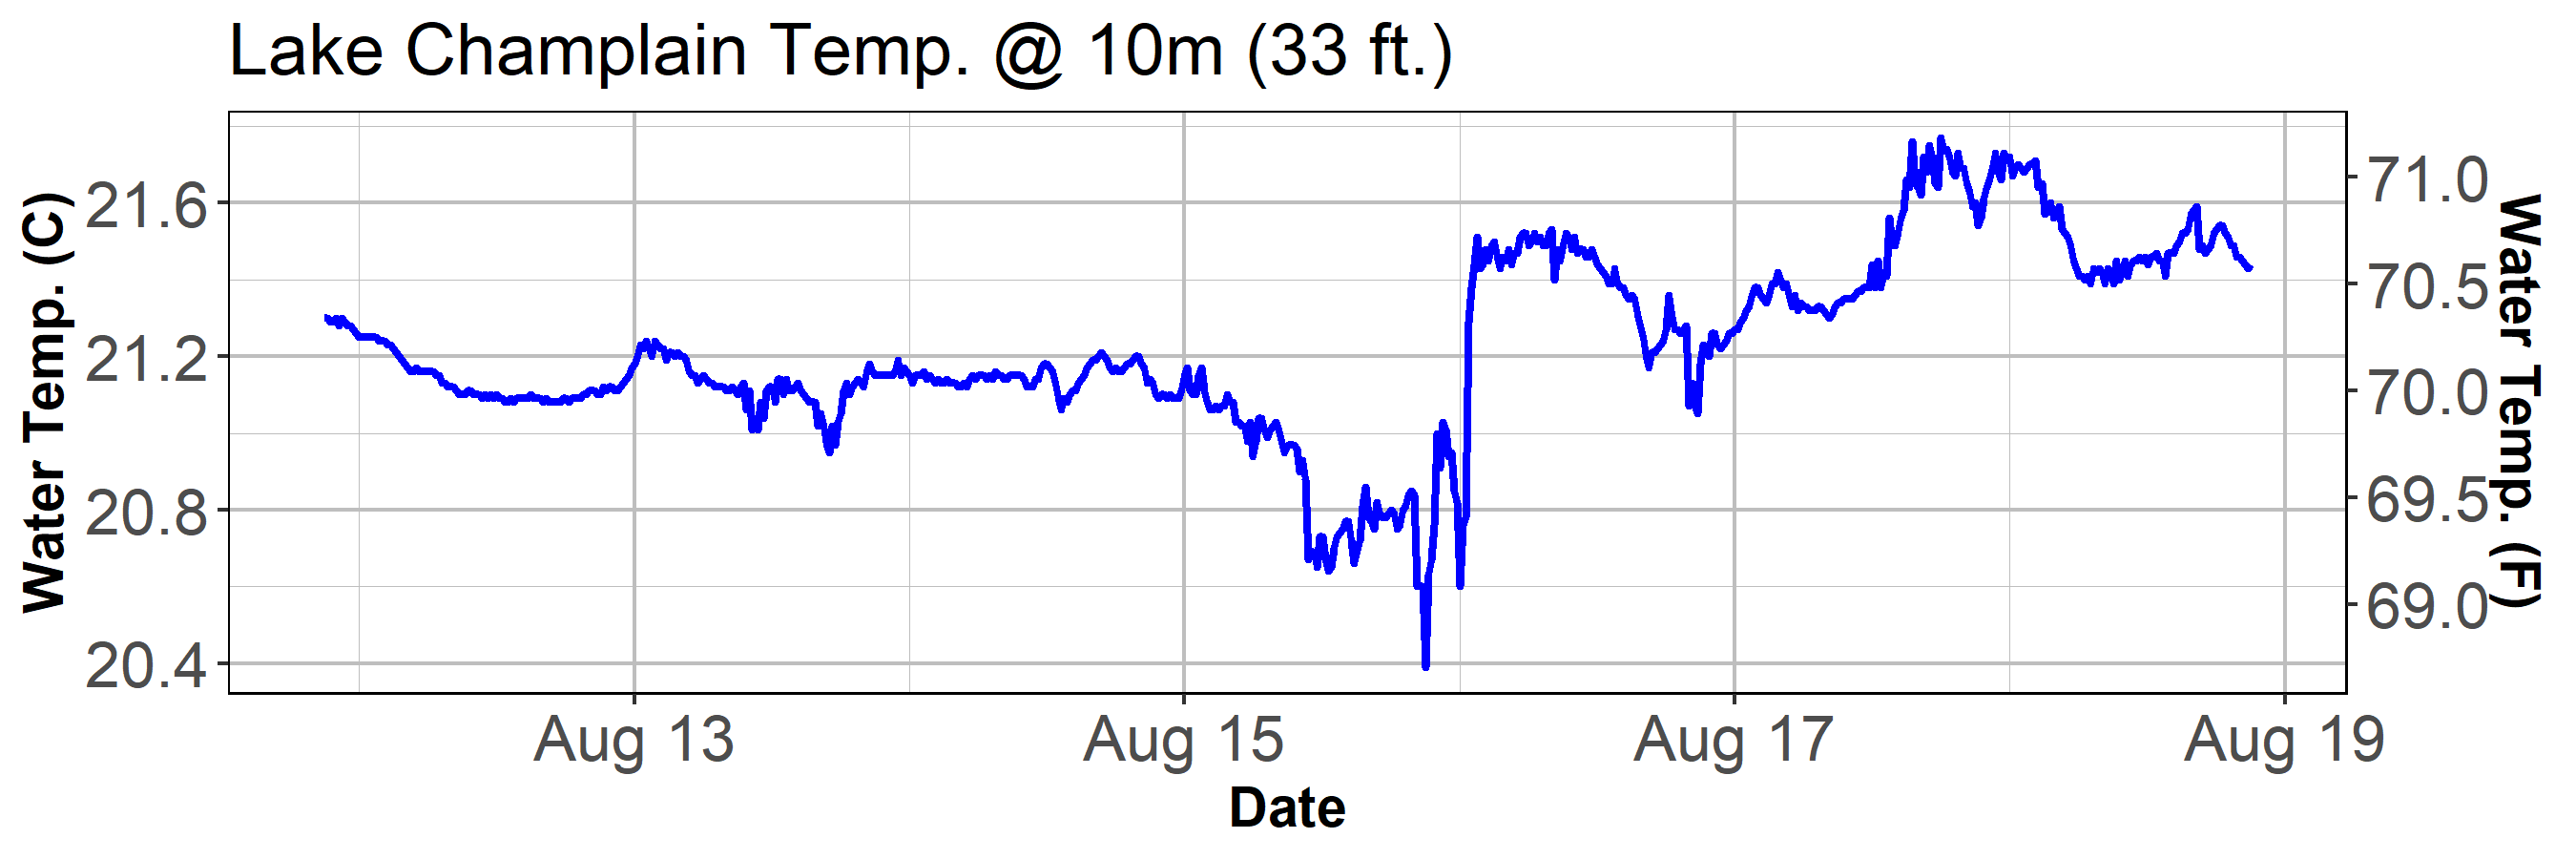 Lake Champlain Temp. @ 10m (33 ft.)
Water Temp. (C)
21.6
21.2
20.8
20.4
71.0
70.5
70.0
69.5
69.0
Water Temp. (F)
Aug 13
Aug 15
Aug 17
Aug 19
Date